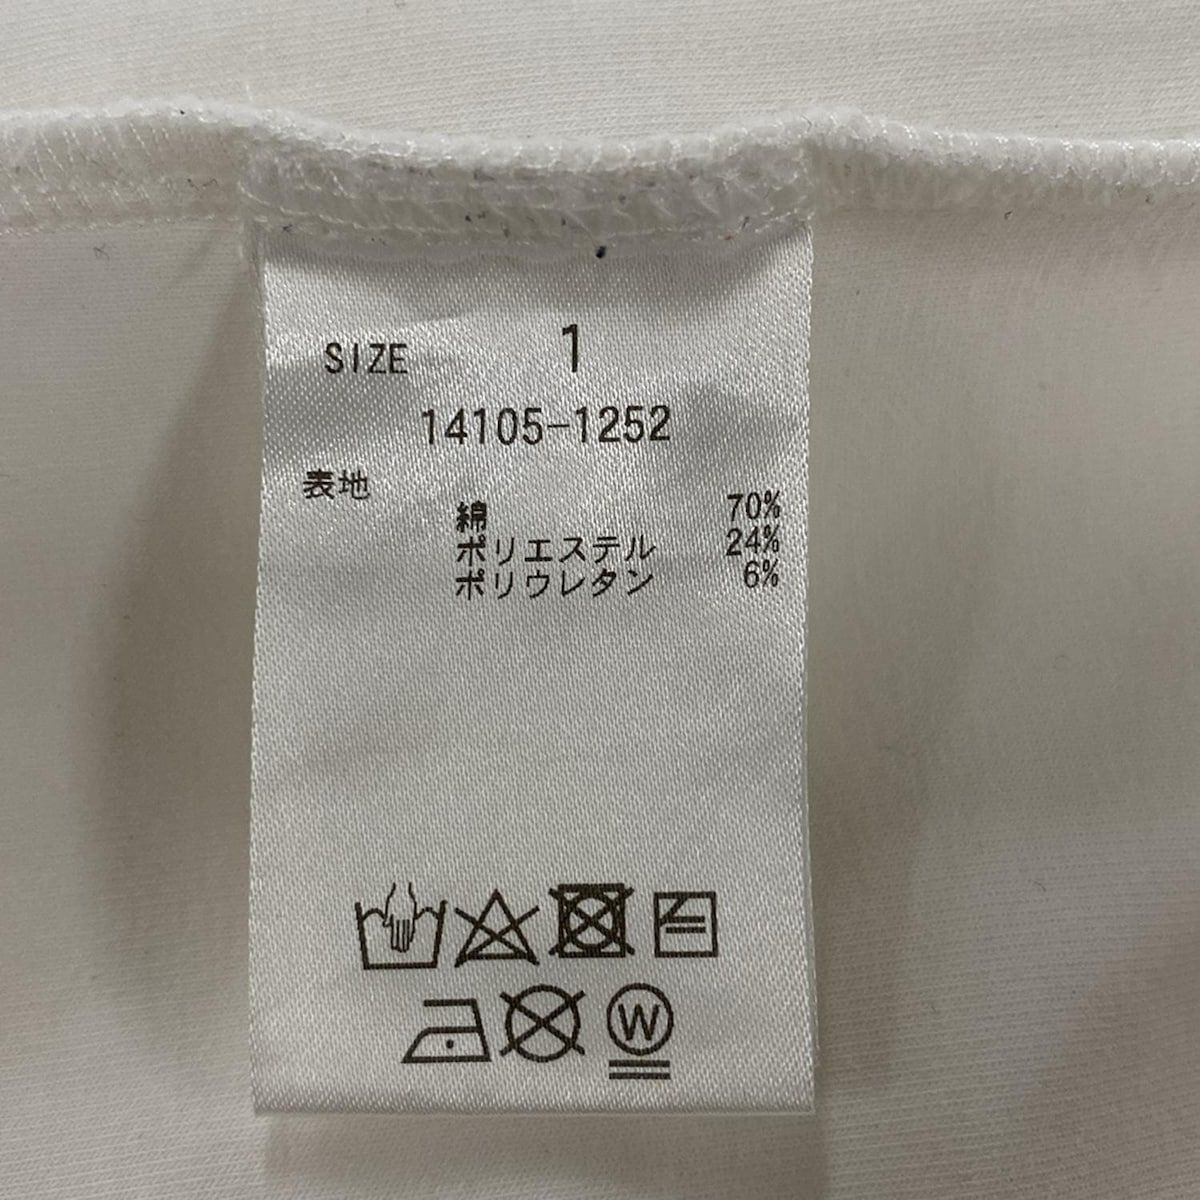 SIZE 1
14105-1252
表地
綿 70%
ポリエステル 24%
ポリウレタン 6%
W